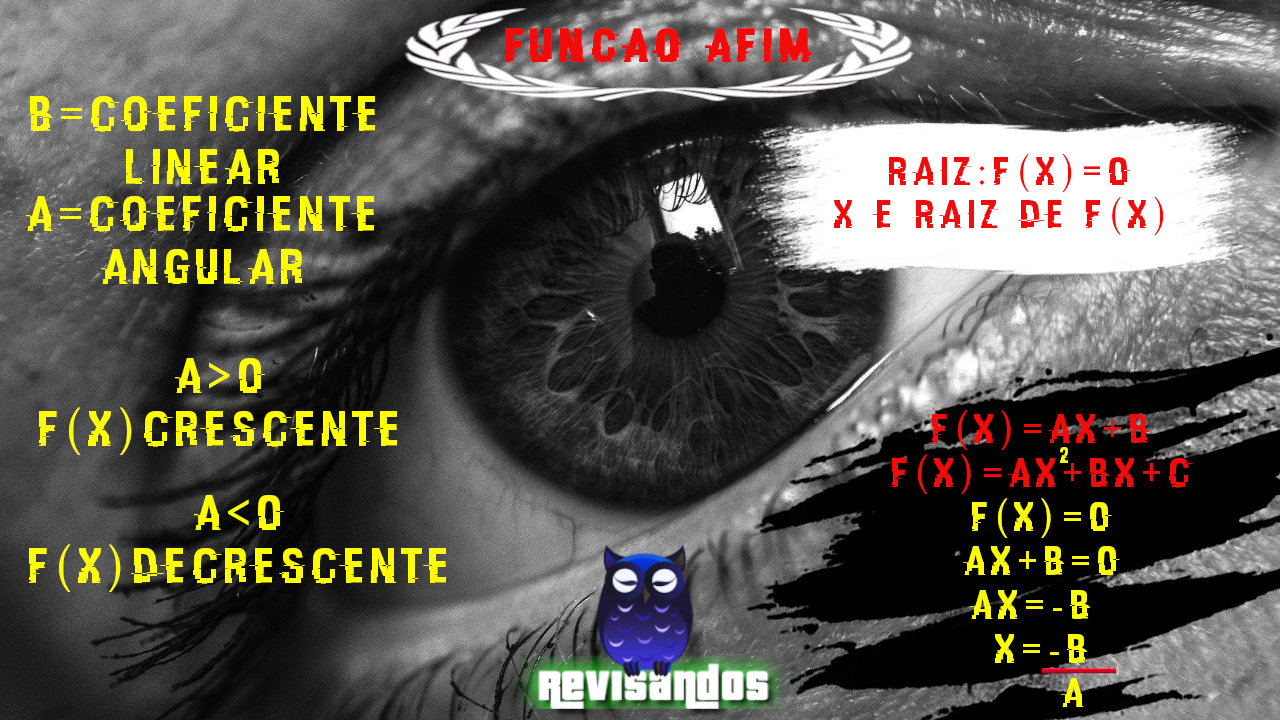 FUNCAO AFIM
B=COEFICIENTE
LINEAR
A=COEFICIENTE
ANGULAR
A>0
F(X)CRESCENTE
A<0
F(X)DECRESCENTE
RAIZ:F(X)=0
X E RAIZ DE F(X)
F(X)=AX+B
F(X)=AX²+BX+C
F(X)=0
AX+B=0
AX=-B
X=-B
A
REVISANDOS